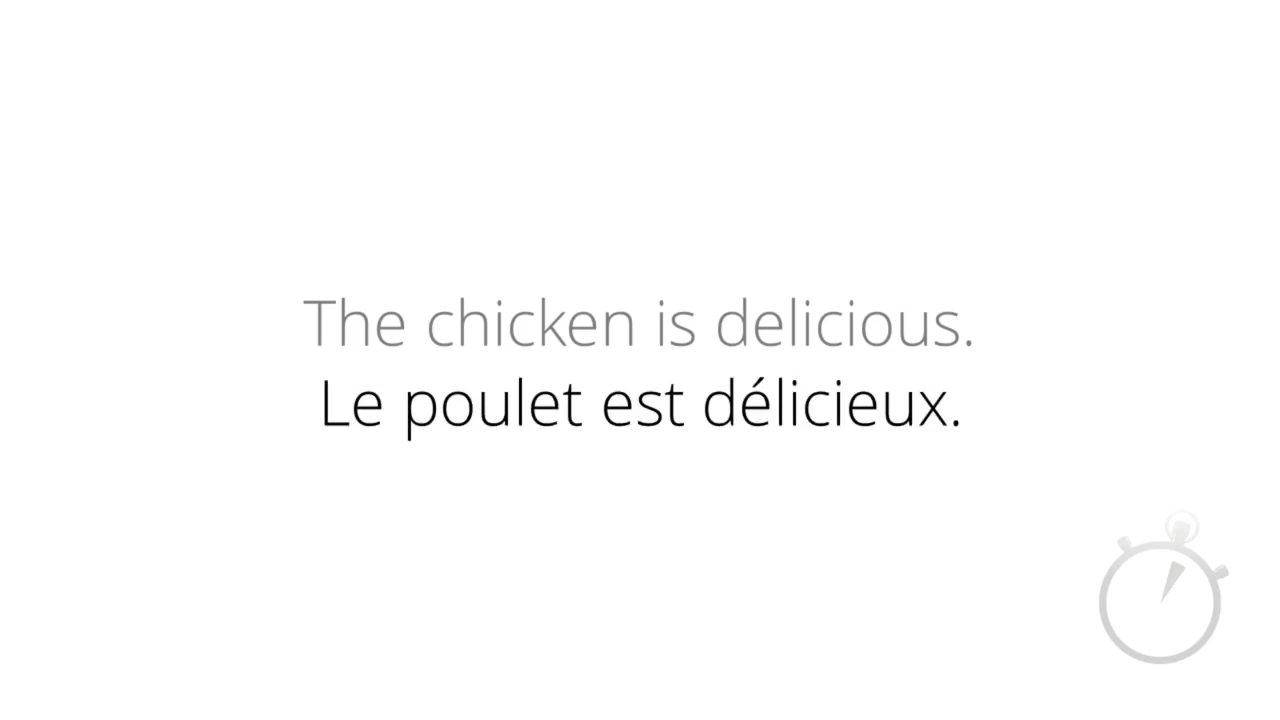 The chicken is delicious.
Le poulet est délicieux.